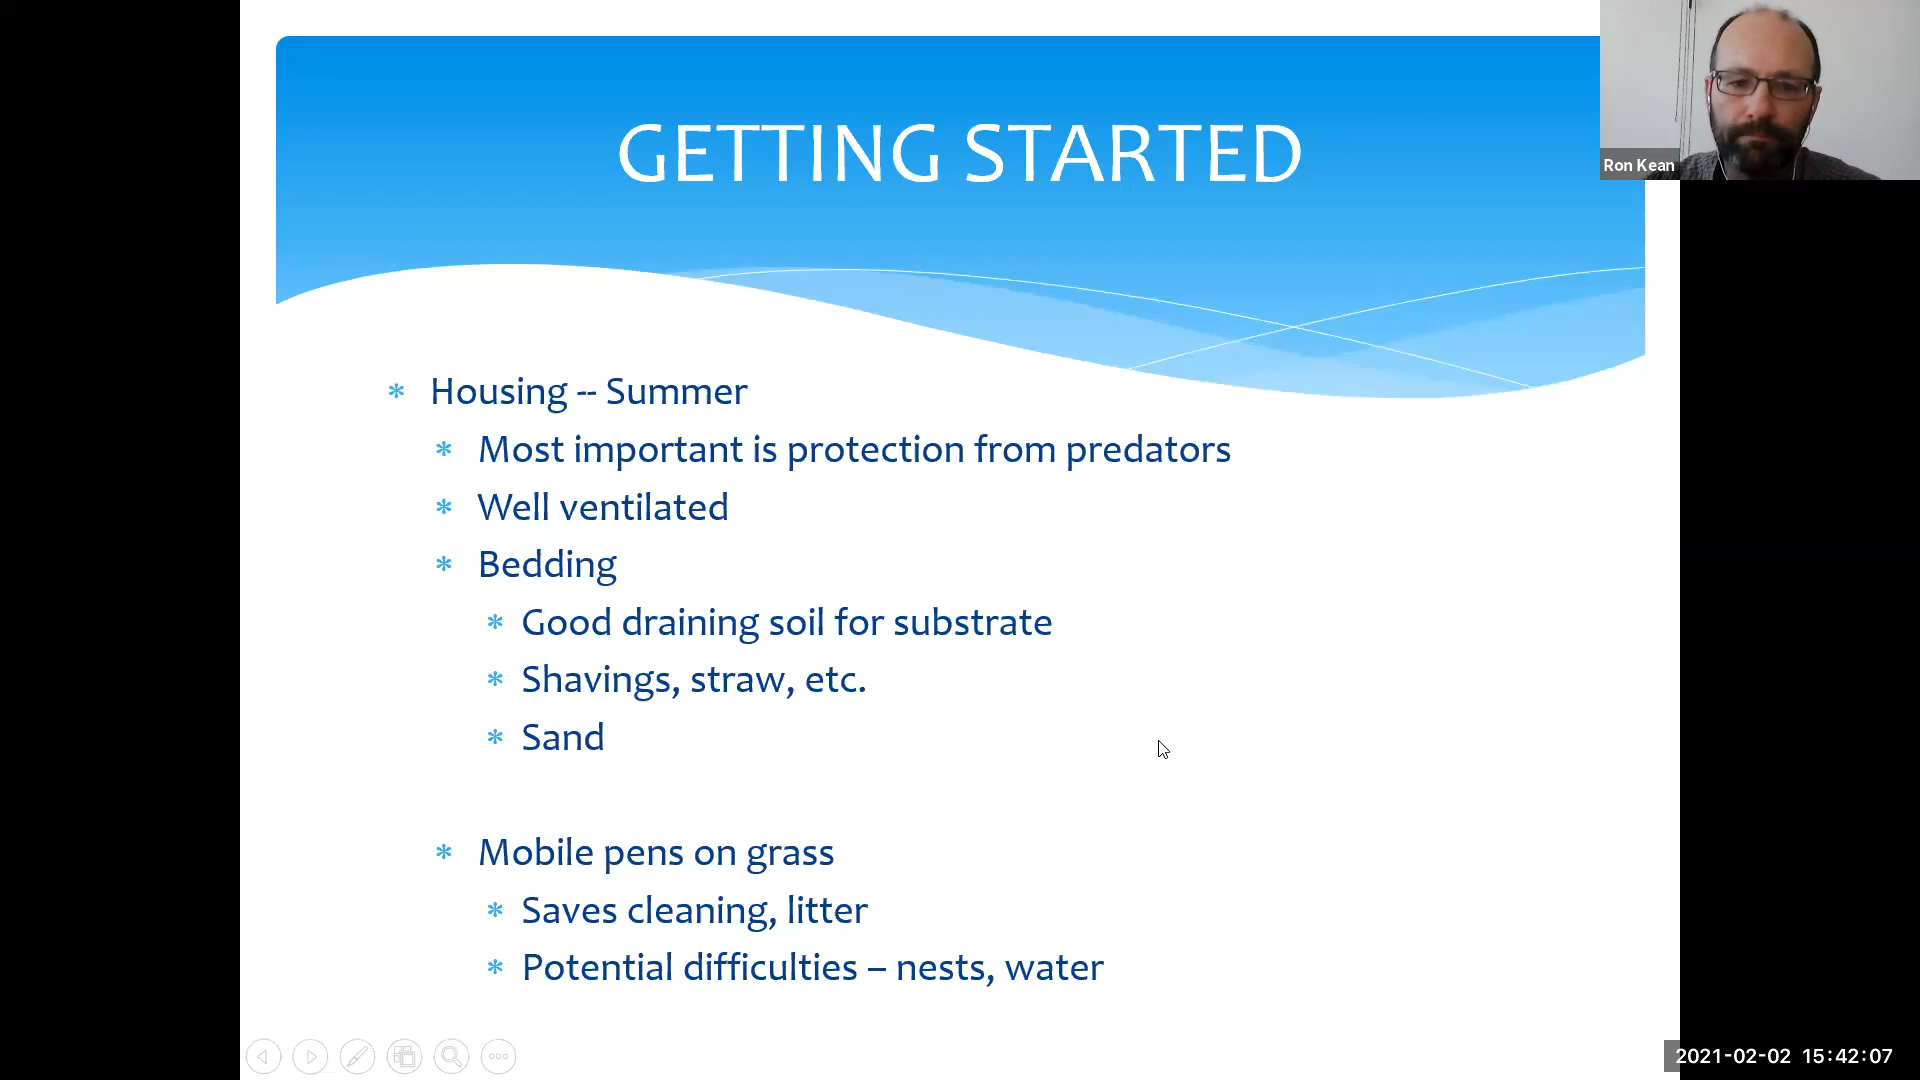 GETTING STARTED
Ron Kean
* Housing -- Summer
* Most important is protection from predators
* Well ventilated
* Bedding
* Good draining soil for substrate
* Shavings, straw, etc.
* Sand
* Mobile pens on grass
* Saves cleaning, litter
* Potential difficulties – nests, water
2021-02-02 15:42:07